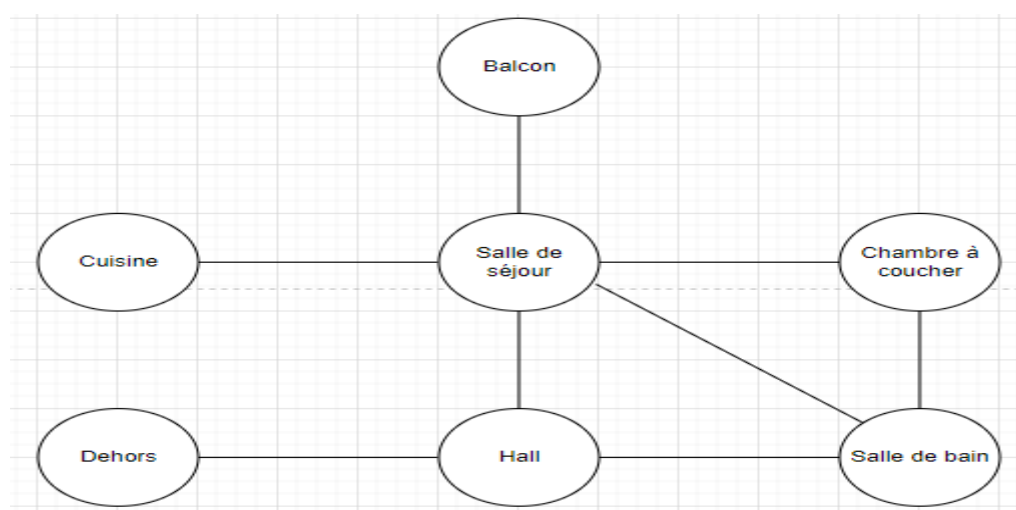 Balcon
Cuisine
Salle de
séjour
Chambre à
coucher
Dehors
Hall
Salle de bain